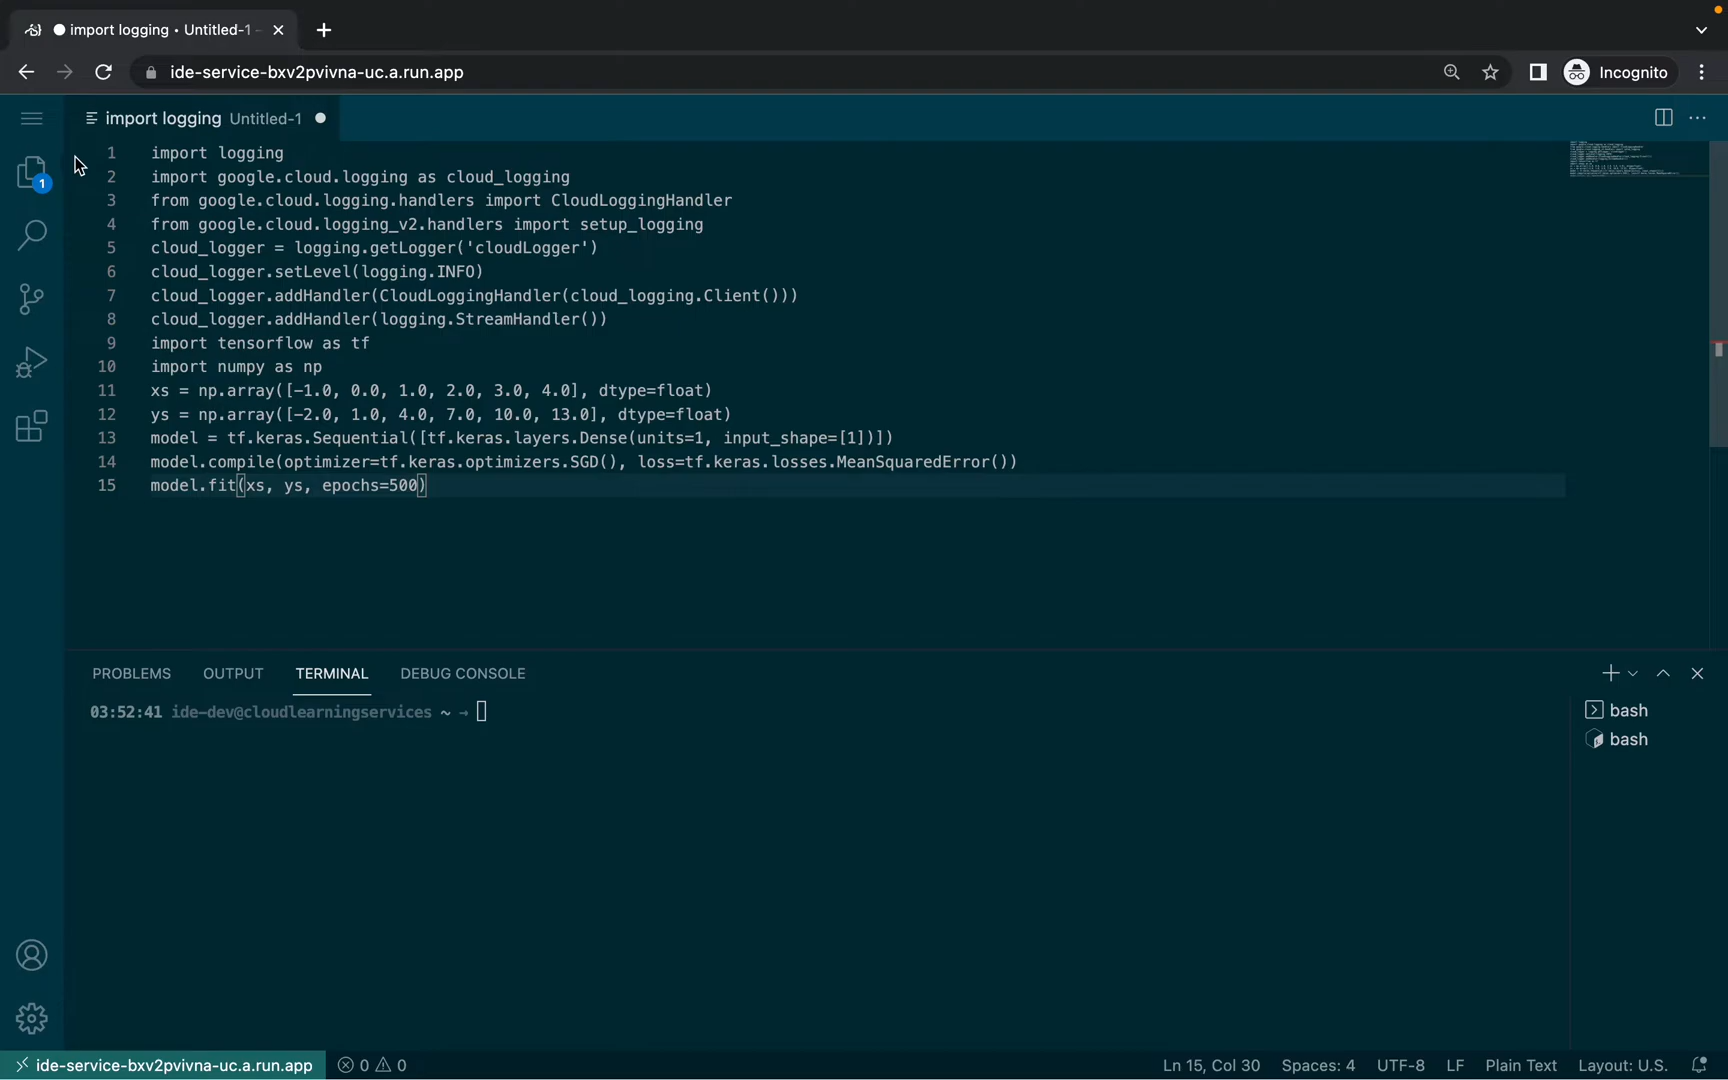 import logging • Untitled-1 -
ide-service-bxv2pvivna-uc.a.run.app
Incognito
import logging Untitled-1
1
1 import logging
2 import google.cloud.logging as cloud_logging
3 from google.cloud.logging.handlers import CloudLoggingHandler
4 from google.cloud.logging_v2.handlers import setup_logging
5 cloud_logger = logging.getLogger('cloudLogger')
6 cloud_logger.setLevel(logging.INFO)
7 cloud_logger.addHandler(CloudLoggingHandler(cloud_logging.Client()))
8 cloud_logger.addHandler(logging.StreamHandler())
9 import tensorflow as tf
10 import numpy as np
11 xs = np.array([-1.0, 0.0, 1.0, 2.0, 3.0, 4.0], dtype=float)
12 ys = np.array([-2.0, 1.0, 4.0, 7.0, 10.0, 13.0], dtype=float)
13 model = tf.keras.Sequential([tf.keras.layers.Dense(units=1, input_shape=[1])])
14 model.compile(optimizer=tf.keras.optimizers.SGD(), loss=tf.keras.losses.MeanSquaredError())
15 model.fit(xs, ys, epochs=500)
PROBLEMS OUTPUT TERMINAL DEBUG CONSOLE
03:52:41 ide-dev@cloudlearningservices ~ →
bash
bash
ide-service-bxv2pvivna-uc.a.run.app 0 0 Ln 15, Col 30 Spaces: 4 UTF-8 LF Plain Text Layout: U.S.